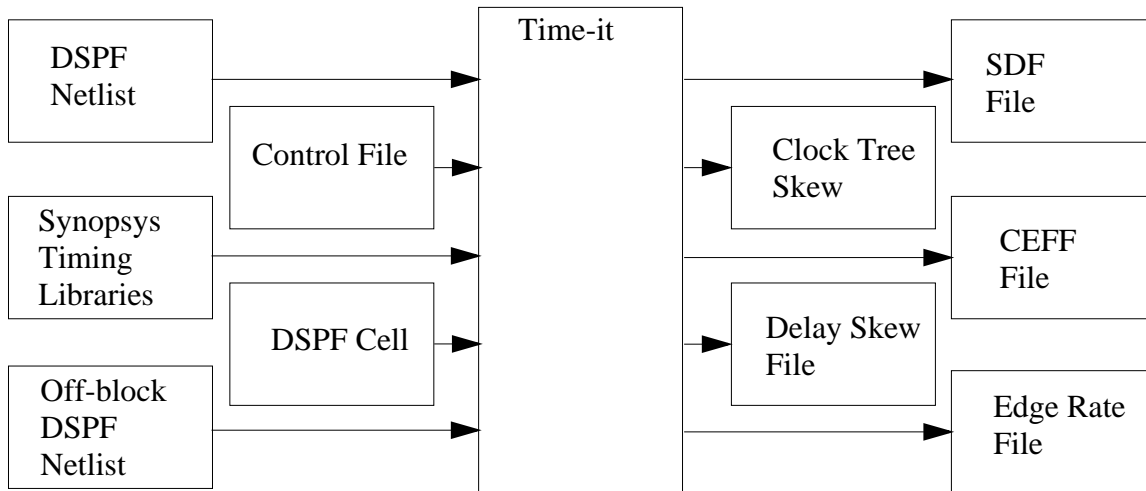 DSPF
Netlist
Control File
Synopsys
Timing
Libraries
DSPF Cell
Off-block
DSPF
Netlist
Time-it
SDF
File
Clock Tree
Skew
CEFF
File
Delay Skew
File
Edge Rate
File